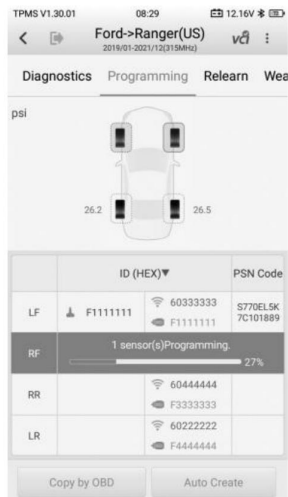 TPMS V1.30.01 08:29 12.16V
Ford->Ranger(US)
2019/01-2021/12(315MHz)
vci
Diagnostics Programming Relearn Wea
psi
26.2 26.5
ID (HEX)▼ PSN Code
60333333 S770EL5K
LF F1111111 7C101889
F1111111
1 sensor(s)Programming.
RF
27%
60444444
RR
F3333333
60222222
LR
F4444444
Copy by OBD Auto Create